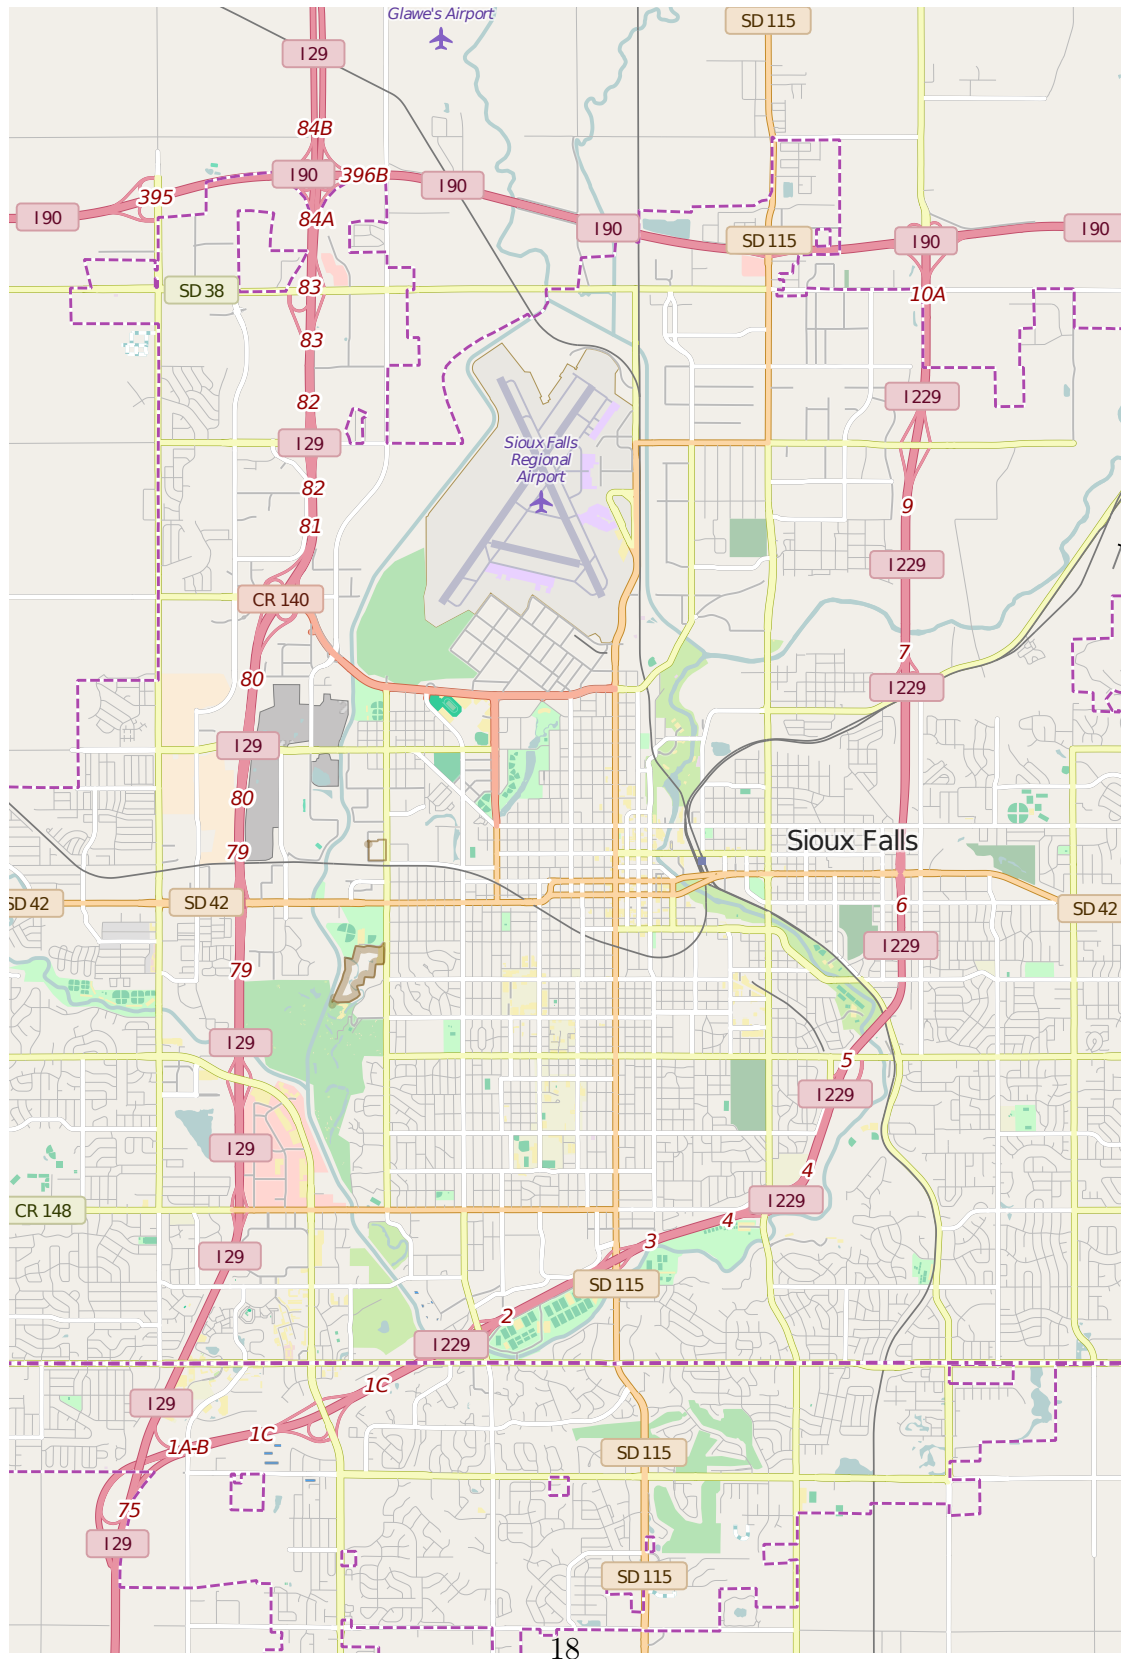 Glawe's Airport
SD 115
I 29
84B
I 90
396B
395
I 90
I 90
84A
I 90
I 90
SD 115
I 90
SD 38
83
10A
83
I 229
82
I 29
Sioux Falls
Regional
Airport
82
9
81
I 229
CR 140
7
80
I 229
I 29
80
Sioux Falls
79
SD 42
SD 42
6
SD 42
I 229
79
I 29
5
I 229
I 29
4
I 229
CR 148
4
3
I 29
SD 115
2
I 229
1C
I 29
1C
1A-B
SD 115
75
I 29
SD 115
18